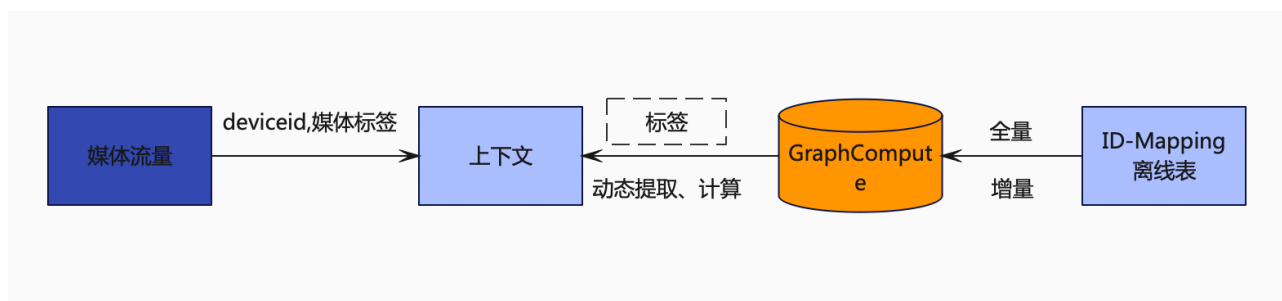 媒体流量
deviceid,媒体标签
上下文
标签
动态提取、计算
GraphComput
e
全量
增量
ID-Mapping
离线表